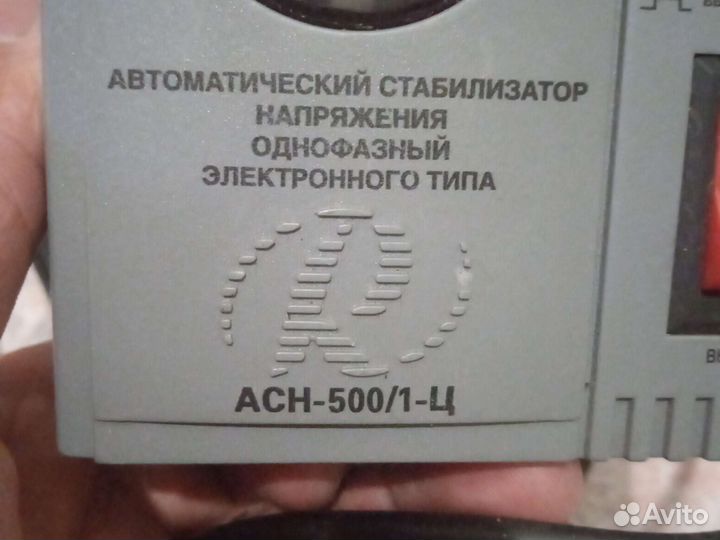 АВТОМАТИЧЕСКИЙ СТАБИЛИЗАТОР
НАПРЯЖЕНИЯ
ОДНОФАЗНЫЙ
ЭЛЕКТРОННОГО ТИПА
R
АСН-500/1-Ц
Avito